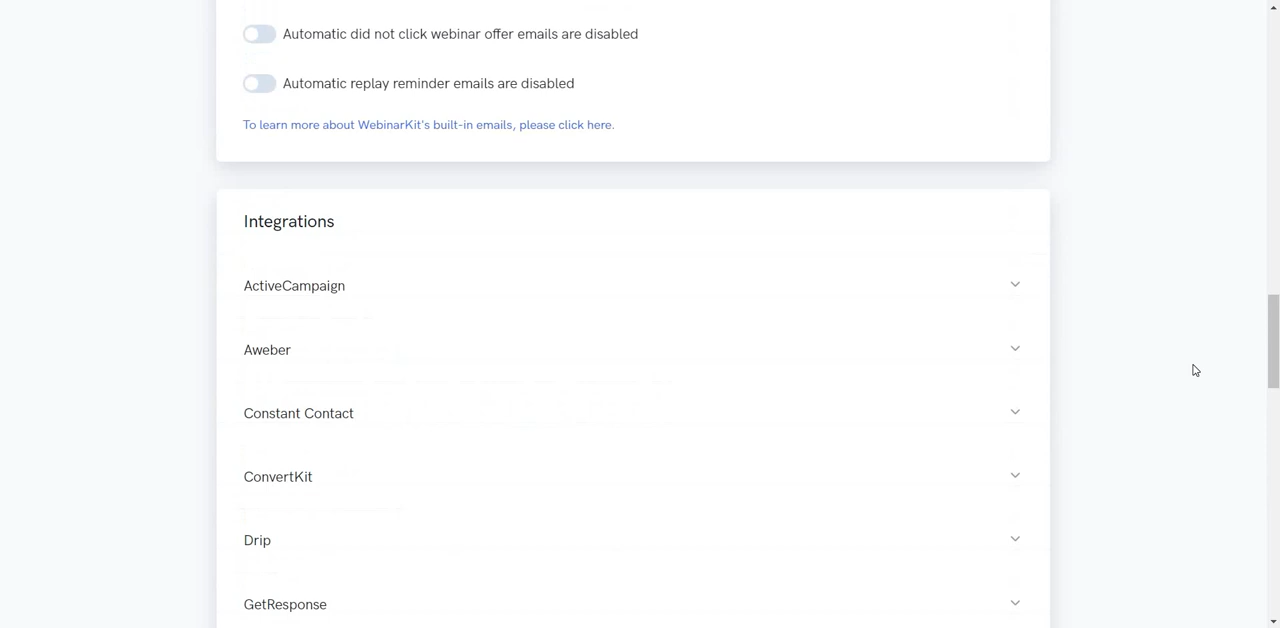 Automatic did not click webinar offer emails are disabled
Automatic replay reminder emails are disabled
To learn more about WebinarKit's built-in emails, please click here.
Integrations
ActiveCampaign
Aweber
Constant Contact
ConvertKit
Drip
GetResponse